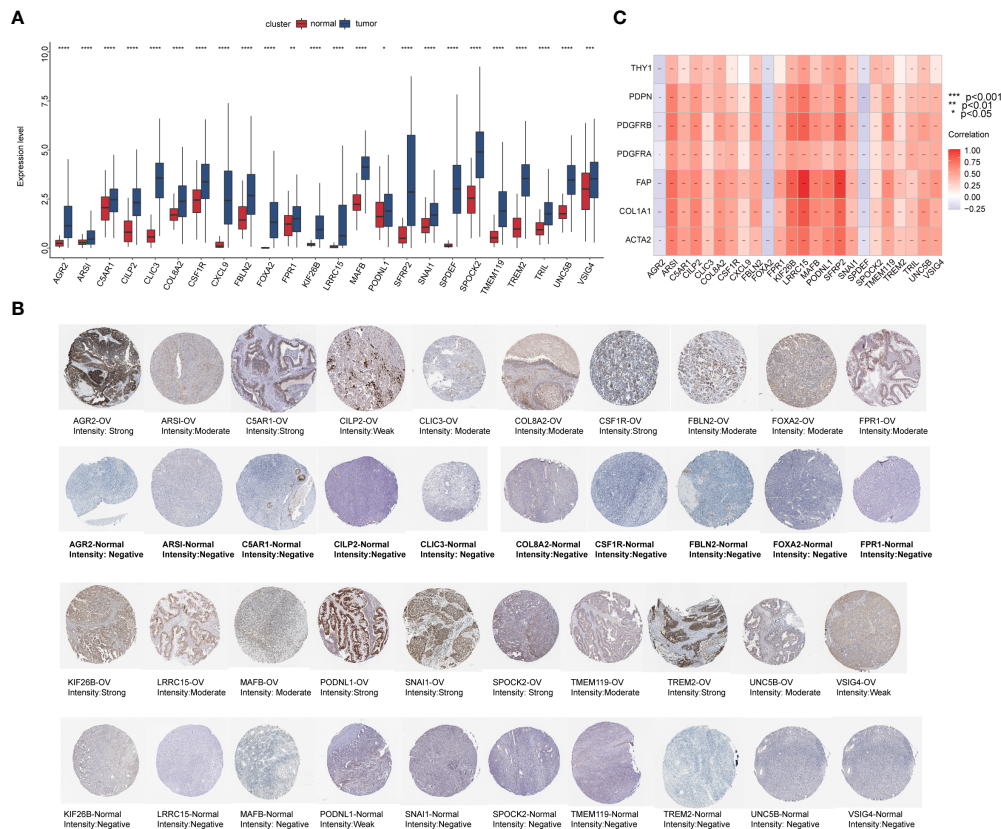 A
cluster normal tumor
**** **** **** **** **** **** **** **** **** **** ** **** **** **** * **** **** **** **** **** **** **** **** ***
Expression level
10.0
7.5
5.0
2.5
0.0
AGR2 ARSI C5AR1 CILP2 CLIC3 COL8A2 CSF1R CXCL9 FBLN2 FOXA2 FPR1 KIF26B LRRC15 MAFB PODNL1 SFRP2 SNAI1 SPDEF SPOCK2 TMEM119 TREM2 TRIL UNC5B VSIG4
C
THY1
PDPN
PDGFRB
PDGFRA
FAP
COL1A1
ACTA2
AGR2 ARSI C5AR1 CILP2 CLIC3 COL8A2 CSF1R CXCL9 FBLN2 FOXA2 FPR1 KIF26B LRRC15 MAFB PODNL1 SFRP2 SNAI1 SPDEF SPOCK2 TMEM119 TREM2 TRIL UNC5B VSIG4
*** p<0.001
** p<0.01
* p<0.05
Correlation
1.00
0.75
0.50
0.25
0.00
−0.25
B
AGR2-OV ARSI-OV C5AR1-OV CILP2-OV CLIC3-OV COL8A2-OV CSF1R-OV FBLN2-OV FOXA2-OV FPR1-OV
Intensity: Strong Intensity:Moderate Intensity:Strong Intensity:Weak Intensity: Moderate Intensity:Moderate Intensity:Strong Intensity:Moderate Intensity: Moderate Intensity:Moderate
AGR2-Normal ARSI-Normal C5AR1-Normal CILP2-Normal CLIC3-Normal COL8A2-Normal CSF1R-Normal FBLN2-Normal FOXA2-Normal FPR1-Normal
Intensity: Negative Intensity:Negative Intensity:Negative Intensity:Negative Intensity:Negative Intensity:Negative Intensity:Negative Intensity:Negative Intensity:Negative Intensity:Negative
KIF26B-OV LRRC15-OV MAFB-OV PODNL1-OV SNAI1-OV SPOCK2-OV TMEM119-OV TREM2-OV UNC5B-OV VSIG4-OV
Intensity:Strong Intensity:Moderate Intensity: Moderate Intensity:Strong Intensity:Strong Intensity: Strong Intensity:Moderate Intensity:Strong Intensity: Moderate Intensity:Weak
KIF26B-Normal LRRC15-Normal MAFB-Normal PODNL1-Normal SNAI1-Normal SPOCK2-Normal TMEM119-Normal TREM2-Normal UNC5B-Normal VSIG4-Normal
Intensity:Negative Intensity:Negative Intensity:Negative Intensity:Weak Intensity:Negative Intensity:Negative Intensity:Negative Intensity:Negative Intensity:Negative Intensity:Negative